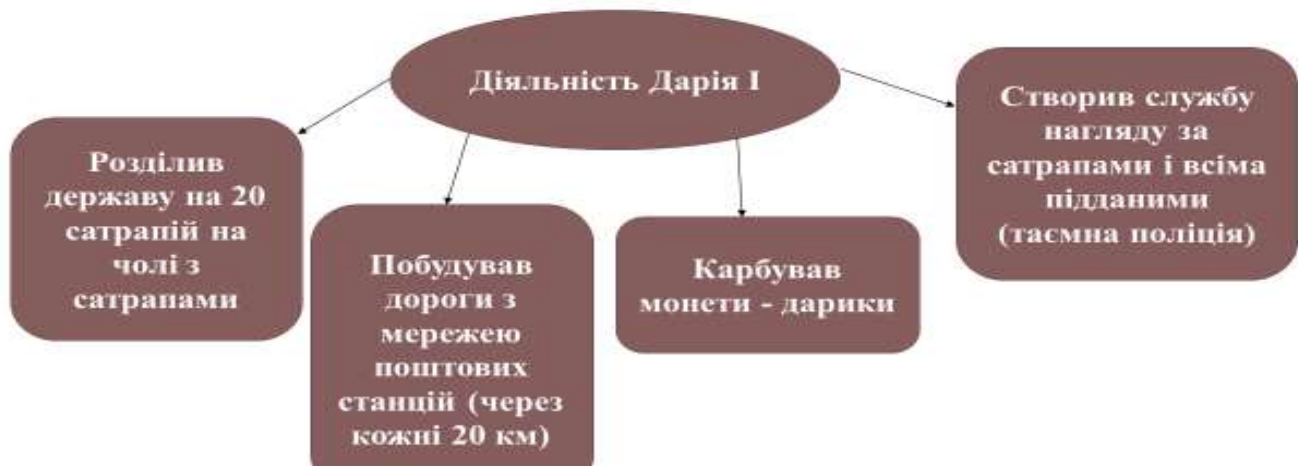 Діяльність Дарія І
Розділив
державу на 20
сатрапій на
чолі з
сатрапами
Побудував
дороги з
мережею
поштових
станцій (через
кожні 20 км)
Карбував
монети - дарики
Створив службу
нагляду за
сатрапами і всіма
підданими
(таємна поліція)